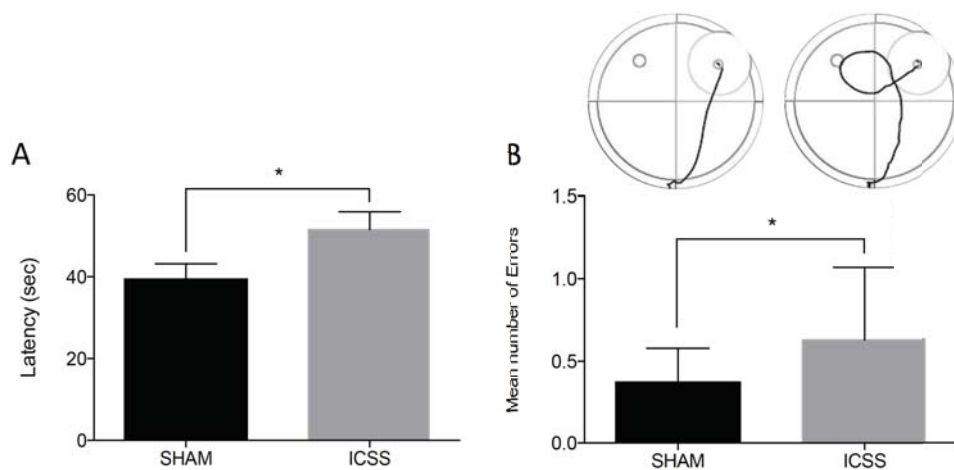 A
Latency (sec)
60
40
20
0
*
SHAM
ICSS
B
Mean number of Errors
1.5
1.0
0.5
0.0
*
SHAM
ICSS